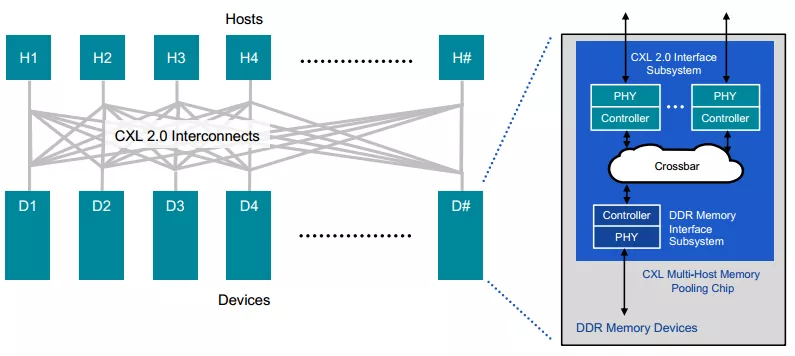 Hosts
H1 H2 H3 H4 H#
CXL 2.0 Interconnects
D1 D2 D3 D4 D#
Devices
CXL 2.0 Interface
Subsystem
PHY PHY
Controller Controller
Crossbar
Controller
PHY
DDR Memory
Interface
Subsystem
CXL Multi-Host Memory
Pooling Chip
DDR Memory Devices